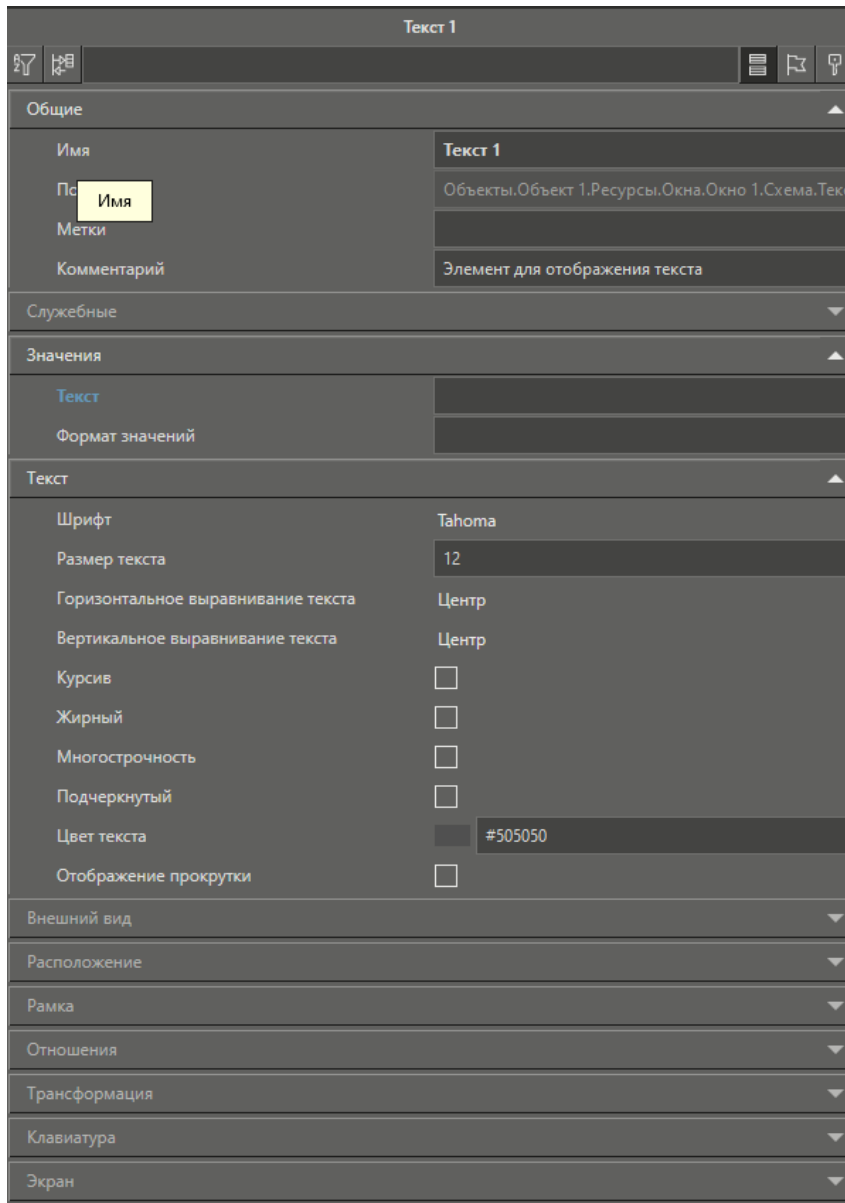 Текст 1
Общие
Имя Текст 1
Объекты.Объект 1.Ресурсы.Окна.Окно 1.Схема.Тек
Имя
Метки
Комментарий Элемент для отображения текста
Служебные
Значения
Текст
Формат значений
Текст
Шрифт Tahoma
Размер текста 12
Горизонтальное выравнивание текста Центр
Вертикальное выравнивание текста Центр
Курсив
Жирный
Многострочность
Подчеркнутый
Цвет текста #505050
Отображение прокрутки
Внешний вид
Расположение
Рамка
Отношения
Трансформация
Клавиатура
Экран